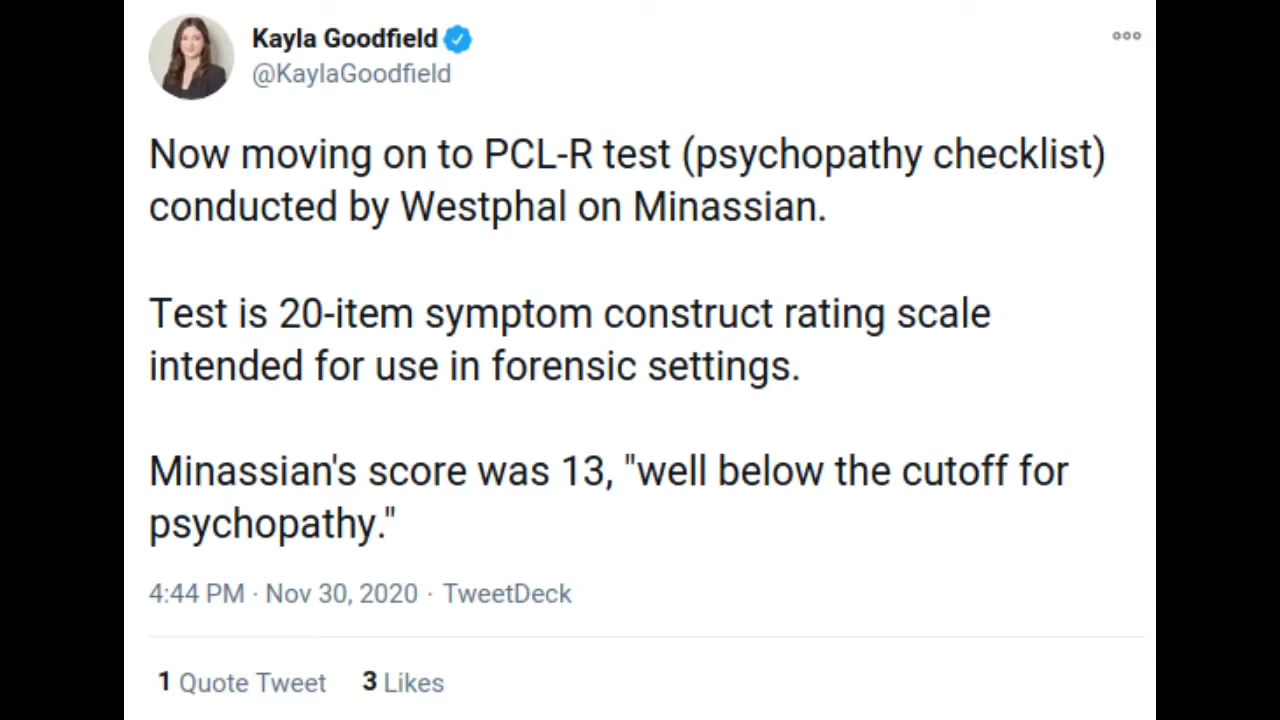 Kayla Goodfield
@KaylaGoodfield
Now moving on to PCL-R test (psychopathy checklist)
conducted by Westphal on Minassian.
Test is 20-item symptom construct rating scale
intended for use in forensic settings.
Minassian's score was 13, "well below the cutoff for
psychopathy."
4:44 PM · Nov 30, 2020 · TweetDeck
1 Quote Tweet 3 Likes